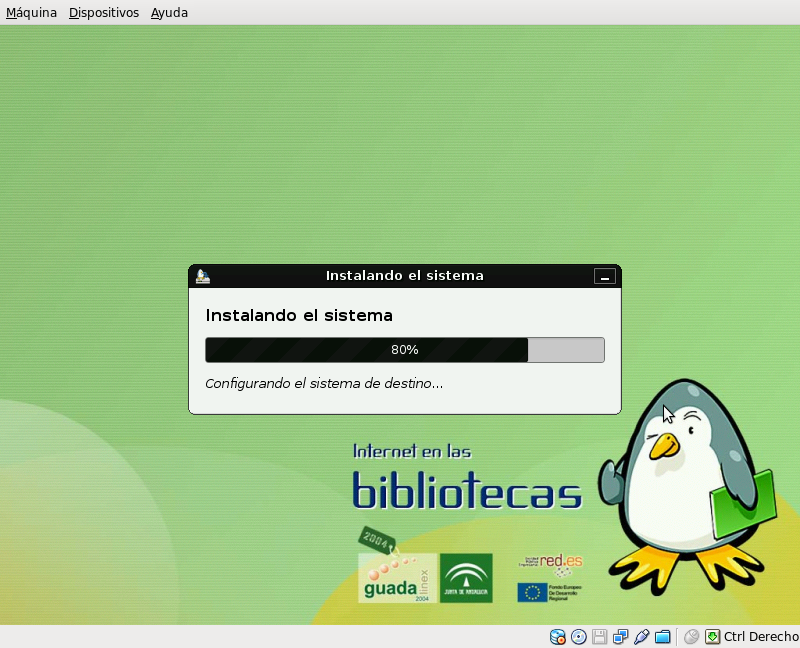 Máquina Dispositivos Ayuda
Instalando el sistema
Instalando el sistema
80%
Configurando el sistema de destino...
Internet en las
bibliotecas
2004
guada
linex
2004
JUNTA DE ANDALUCIA
red.es
Fondo Europeo
De Desarrollo
Regional
Ctrl Derecho